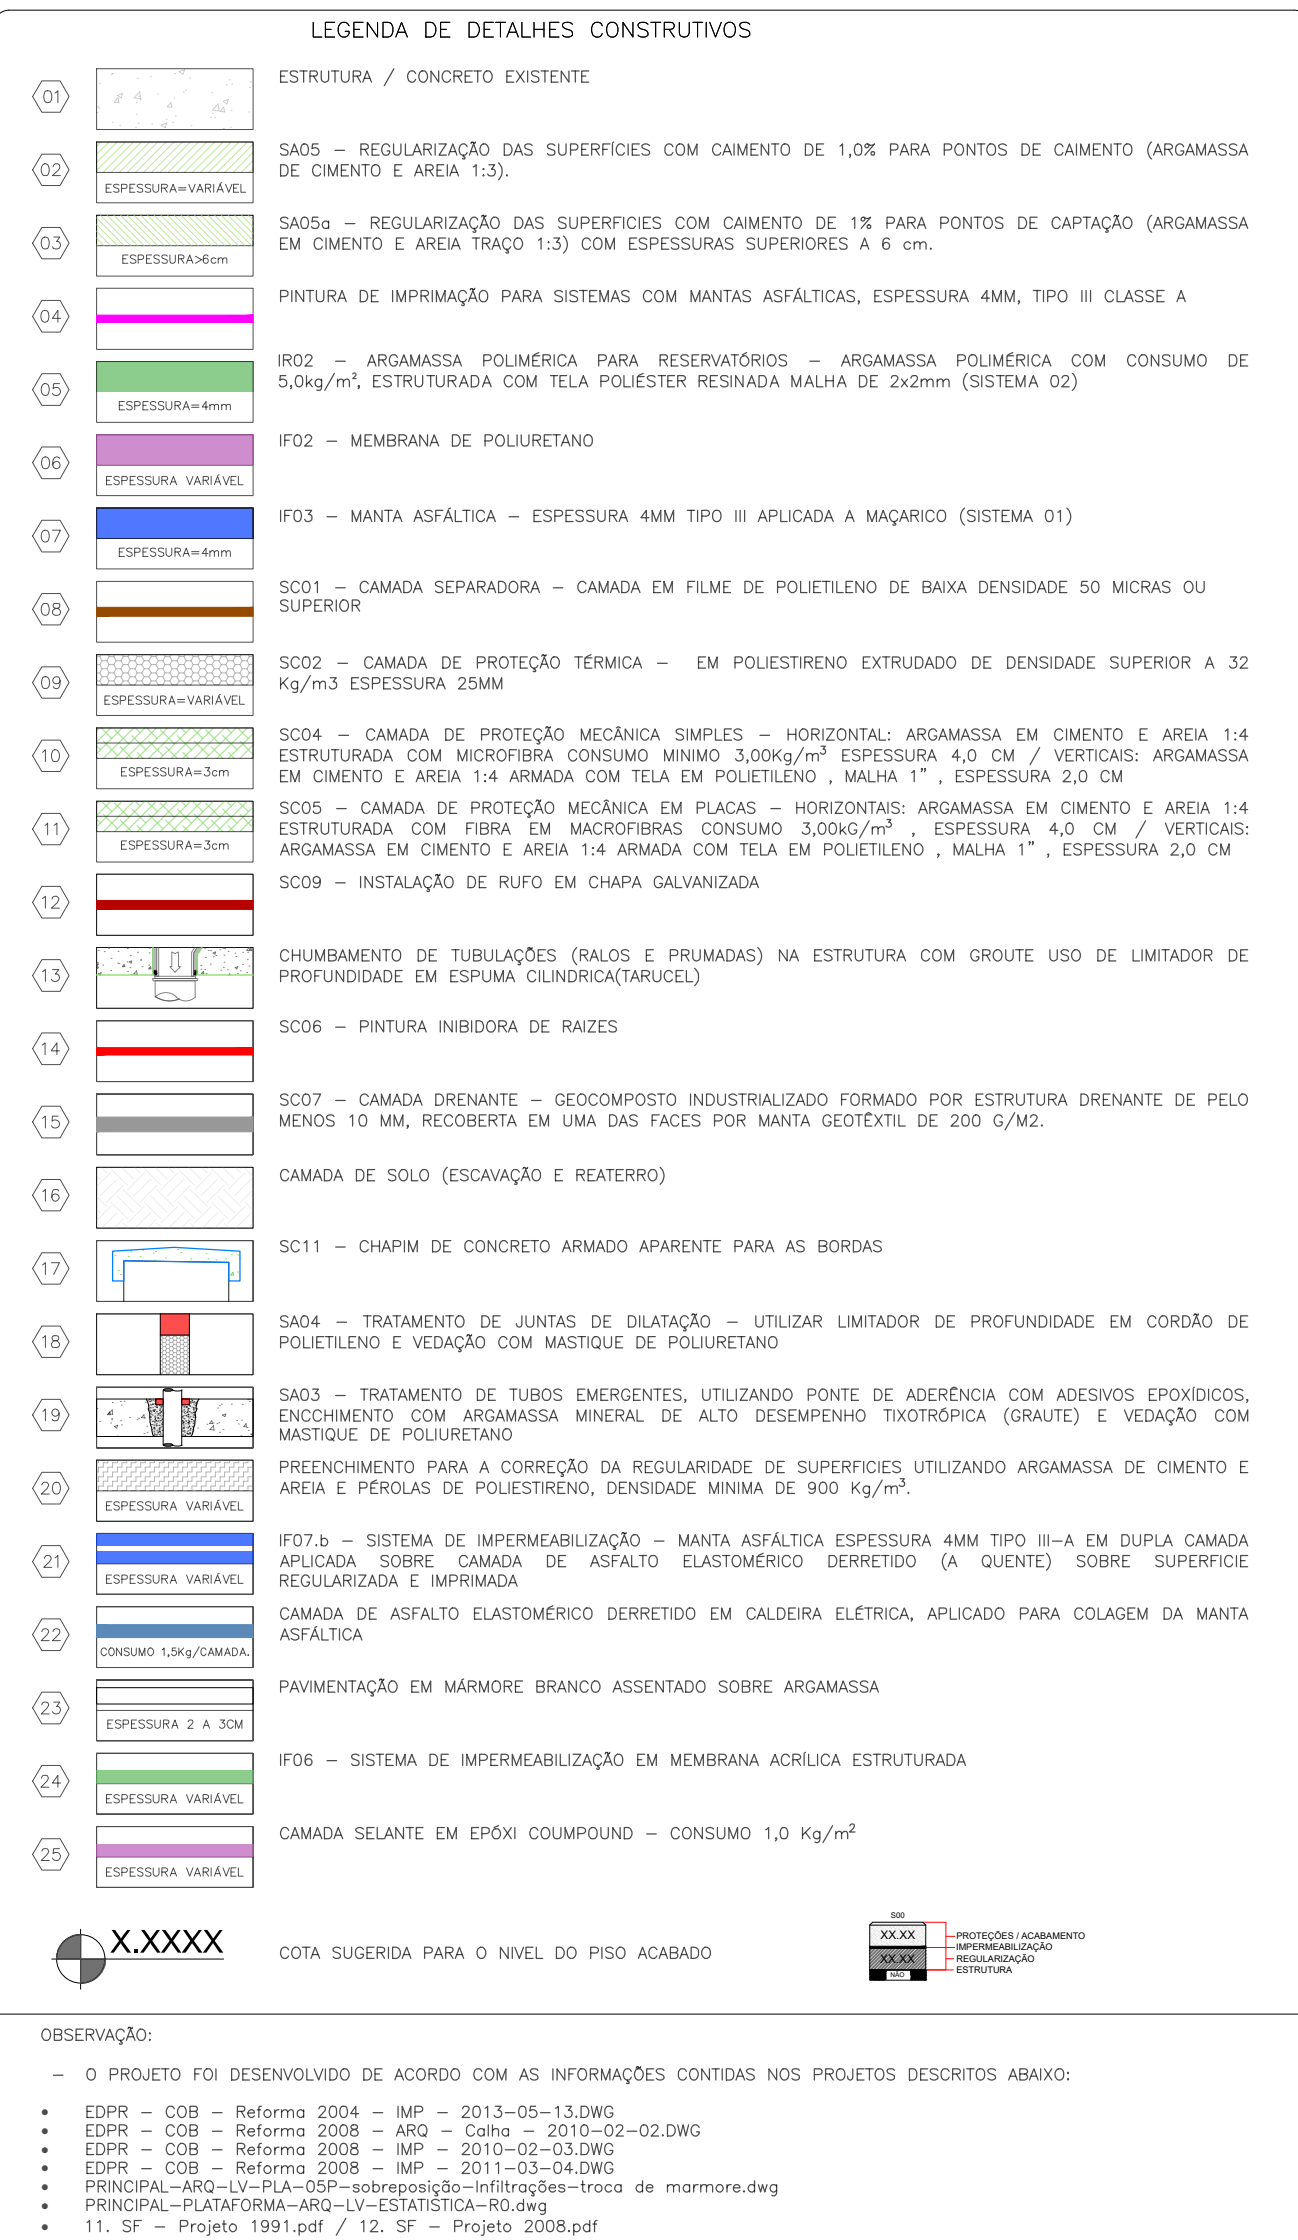 LEGENDA DE DETALHES CONSTRUTIVOS
01
ESTRUTURA / CONCRETO EXISTENTE
02
ESPESSURA=VARIÁVEL
SA05 – REGULARIZAÇÃO DAS SUPERFÍCIES COM CAIMENTO DE 1,0% PARA PONTOS DE CAIMENTO (ARGAMASSA
DE CIMENTO E AREIA 1:3).
03
ESPESSURA>6cm
SA05a – REGULARIZAÇÃO DAS SUPERFICIES COM CAIMENTO DE 1% PARA PONTOS DE CAPTAÇÃO (ARGAMASSA
EM CIMENTO E AREIA TRAÇO 1:3) COM ESPESSURAS SUPERIORES A 6 cm.
04
PINTURA DE IMPRIMAÇÃO PARA SISTEMAS COM MANTAS ASFÁLTICAS, ESPESSURA 4MM, TIPO III CLASSE A
05
ESPESSURA=4mm
IR02 – ARGAMASSA POLIMÉRICA PARA RESERVATÓRIOS – ARGAMASSA POLIMÉRICA COM CONSUMO DE
5,0kg/m², ESTRUTURADA COM TELA POLIÉSTER RESINADA MALHA DE 2x2mm (SISTEMA 02)
06
ESPESSURA VARIÁVEL
IF02 – MEMBRANA DE POLIURETANO
07
ESPESSURA=4mm
IF03 – MANTA ASFÁLTICA – ESPESSURA 4MM TIPO III APLICADA A MAÇARICO (SISTEMA 01)
08
SC01 – CAMADA SEPARADORA – CAMADA EM FILME DE POLIETILENO DE BAIXA DENSIDADE 50 MICRAS OU
SUPERIOR
09
ESPESSURA=VARIÁVEL
SC02 – CAMADA DE PROTEÇÃO TÉRMICA – EM POLIESTIRENO EXTRUDADO DE DENSIDADE SUPERIOR A 32
Kg/m3 ESPESSURA 25MM
10
ESPESSURA=3cm
SC04 – CAMADA DE PROTEÇÃO MECÂNICA SIMPLES – HORIZONTAL: ARGAMASSA EM CIMENTO E AREIA 1:4
ESTRUTURADA COM MICROFIBRA CONSUMO MINIMO 3,00Kg/m³ ESPESSURA 4,0 CM / VERTICAIS: ARGAMASSA
EM CIMENTO E AREIA 1:4 ARMADA COM TELA EM POLIETILENO , MALHA 1" , ESPESSURA 2,0 CM
11
ESPESSURA=3cm
SC05 – CAMADA DE PROTEÇÃO MECÂNICA EM PLACAS – HORIZONTAIS: ARGAMASSA EM CIMENTO E AREIA 1:4
ESTRUTURADA COM FIBRA EM MACROFIBRAS CONSUMO 3,00kG/m³ , ESPESSURA 4,0 CM / VERTICAIS:
ARGAMASSA EM CIMENTO E AREIA 1:4 ARMADA COM TELA EM POLIETILENO , MALHA 1" , ESPESSURA 2,0 CM
12
SC09 – INSTALAÇÃO DE RUFO EM CHAPA GALVANIZADA
13
CHUMBAMENTO DE TUBULAÇÕES (RALOS E PRUMADAS) NA ESTRUTURA COM GROUTE USO DE LIMITADOR DE
PROFUNDIDADE EM ESPUMA CILINDRICA(TARUCEL)
14
SC06 – PINTURA INIBIDORA DE RAIZES
15
SC07 – CAMADA DRENANTE – GEOCOMPOSTO INDUSTRIALIZADO FORMADO POR ESTRUTURA DRENANTE DE PELO
MENOS 10 MM, RECOBERTA EM UMA DAS FACES POR MANTA GEOTÊXTIL DE 200 G/M2.
16
CAMADA DE SOLO (ESCAVAÇÃO E REATERRO)
17
SC11 – CHAPIM DE CONCRETO ARMADO APARENTE PARA AS BORDAS
18
SA04 – TRATAMENTO DE JUNTAS DE DILATAÇÃO – UTILIZAR LIMITADOR DE PROFUNDIDADE EM CORDÃO DE
POLIETILENO E VEDAÇÃO COM MASTIQUE DE POLIURETANO
19
SA03 – TRATAMENTO DE TUBOS EMERGENTES, UTILIZANDO PONTE DE ADERÊNCIA COM ADESIVOS EPOXÍDICOS,
ENCCHIMENTO COM ARGAMASSA MINERAL DE ALTO DESEMPENHO TIXOTRÓPICA (GRAUTE) E VEDAÇÃO COM
MASTIQUE DE POLIURETANO
20
ESPESSURA VARIÁVEL
PREENCHIMENTO PARA A CORREÇÃO DA REGULARIDADE DE SUPERFICIES UTILIZANDO ARGAMASSA DE CIMENTO E
AREIA E PÉROLAS DE POLIESTIRENO, DENSIDADE MINIMA DE 900 Kg/m³.
21
ESPESSURA VARIÁVEL
IF07.b – SISTEMA DE IMPERMEABILIZAÇÃO – MANTA ASFÁLTICA ESPESSURA 4MM TIPO III–A EM DUPLA CAMADA
APLICADA SOBRE CAMADA DE ASFALTO ELASTOMÉRICO DERRETIDO (A QUENTE) SOBRE SUPERFICIE
REGULARIZADA E IMPRIMADA
22
CONSUMO 1,5Kg/CAMADA.
CAMADA DE ASFALTO ELASTOMÉRICO DERRETIDO EM CALDEIRA ELÉTRICA, APLICADO PARA COLAGEM DA MANTA
ASFÁLTICA
23
ESPESSURA 2 A 3CM
PAVIMENTAÇÃO EM MÁRMORE BRANCO ASSENTADO SOBRE ARGAMASSA
24
ESPESSURA VARIÁVEL
IF06 – SISTEMA DE IMPERMEABILIZAÇÃO EM MEMBRANA ACRÍLICA ESTRUTURADA
25
ESPESSURA VARIÁVEL
CAMADA SELANTE EM EPÓXI COUMPOUND – CONSUMO 1,0 Kg/m²
X.XXXX
COTA SUGERIDA PARA O NIVEL DO PISO ACABADO
S00
XX.XX
XX.XX
NÃO
PROTEÇÕES / ACABAMENTO
IMPERMEABILIZAÇÃO
REGULARIZAÇÃO
ESTRUTURA
OBSERVAÇÃO:
– O PROJETO FOI DESENVOLVIDO DE ACORDO COM AS INFORMAÇÕES CONTIDAS NOS PROJETOS DESCRITOS ABAIXO:
• EDPR – COB – Reforma 2004 – IMP – 2013–05–13.DWG
• EDPR – COB – Reforma 2008 – ARQ – Calha – 2010–02–02.DWG
• EDPR – COB – Reforma 2008 – IMP – 2010–02–03.DWG
• EDPR – COB – Reforma 2008 – IMP – 2011–03–04.DWG
• PRINCIPAL–ARQ–LV–PLA–05P–sobreposição–Infiltrações–troca de marmore.dwg
• PRINCIPAL–PLATAFORMA–ARQ–LV–ESTATISTICA–R0.dwg
• 11. SF – Projeto 1991.pdf / 12. SF – Projeto 2008.pdf